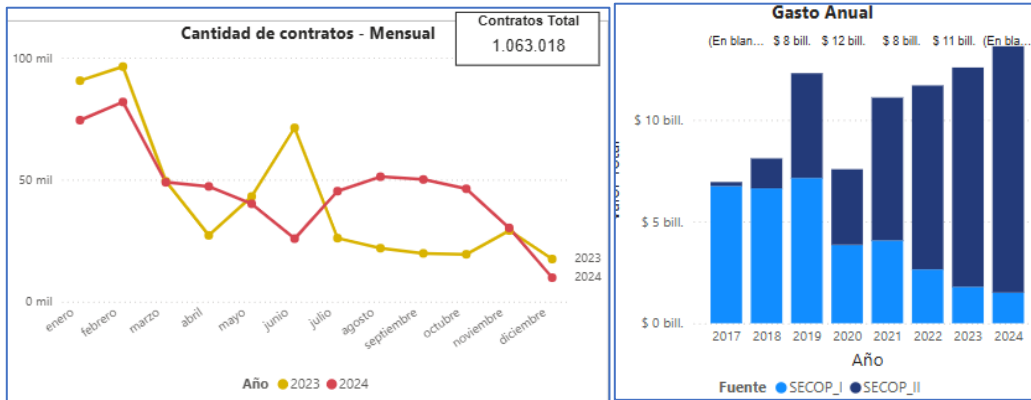 Cantidad de contratos - Mensual
Contratos Total
1.063.018
100 mil
50 mil
0 mil
2023
2024
enero
febrero
marzo
abril
mayo
junio
julio
agosto
septiembre
octubre
noviembre
diciembre
Año 2023 2024
Gasto Anual
(En blan... $ 8 bill. $ 12 bill. $ 8 bill. $ 11 bill. (En bla...
$ 10 bill.
$ 5 bill.
$ 0 bill.
Valor Total
2017 2018 2019 2020 2021 2022 2023 2024
Año
Fuente SECOP_I SECOP_II